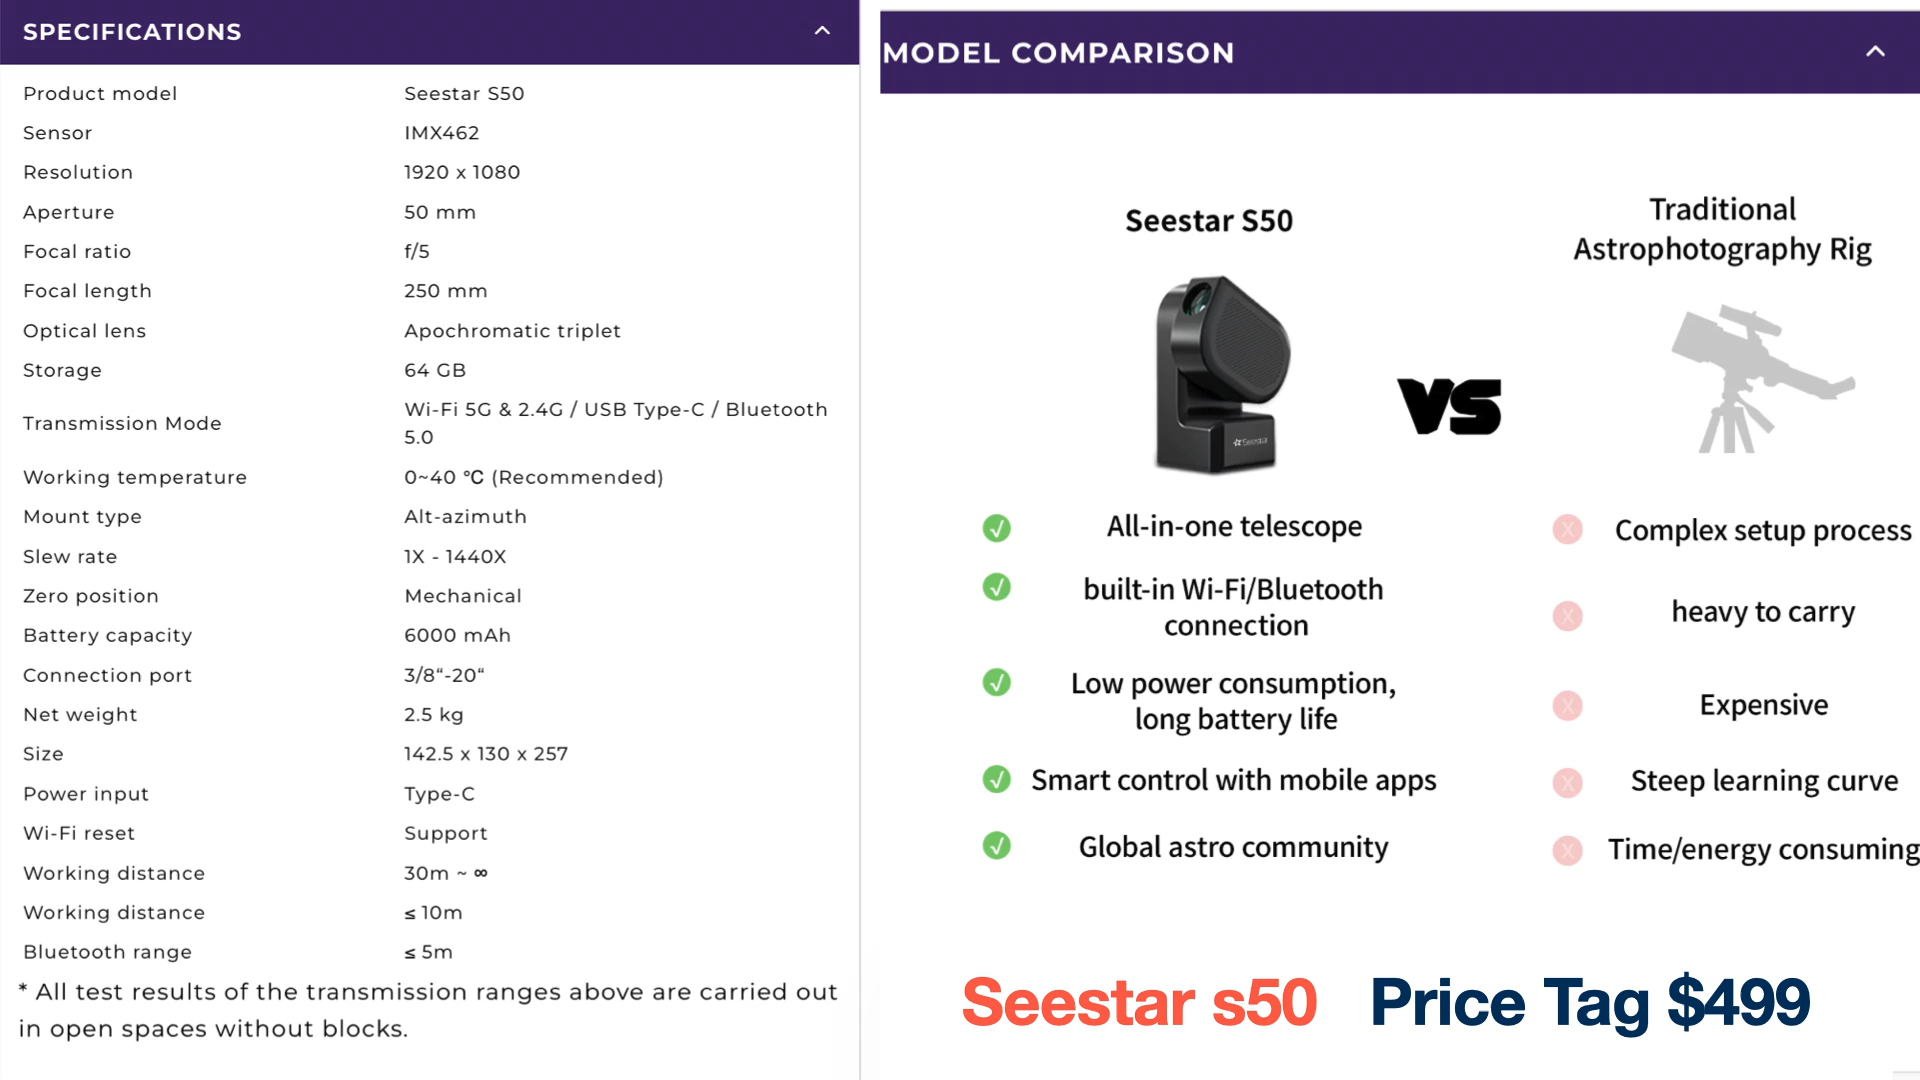 SPECIFICATIONS
Product model Seestar S50
Sensor IMX462
Resolution 1920 x 1080
Aperture 50 mm
Focal ratio f/5
Focal length 250 mm
Optical lens Apochromatic triplet
Storage 64 GB
Transmission Mode Wi-Fi 5G & 2.4G / USB Type-C / Bluetooth
5.0
Working temperature 0~40 ℃ (Recommended)
Mount type Alt-azimuth
Slew rate 1X - 1440X
Zero position Mechanical
Battery capacity 6000 mAh
Connection port 3/8“-20“
Net weight 2.5 kg
Size 142.5 x 130 x 257
Power input Type-C
Wi-Fi reset Support
Working distance 30m ~ ∞
Working distance ≤ 10m
Bluetooth range ≤ 5m
* All test results of the transmission ranges above are carried out
in open spaces without blocks.
MODEL COMPARISON
Seestar S50
Seestar
VS
Traditional
Astrophotography Rig
All-in-one telescope
built-in Wi-Fi/Bluetooth
connection
Low power consumption,
long battery life
Smart control with mobile apps
Global astro community
X Complex setup process
X heavy to carry
X Expensive
X Steep learning curve
X Time/energy consuming
Seestar s50 Price Tag $499